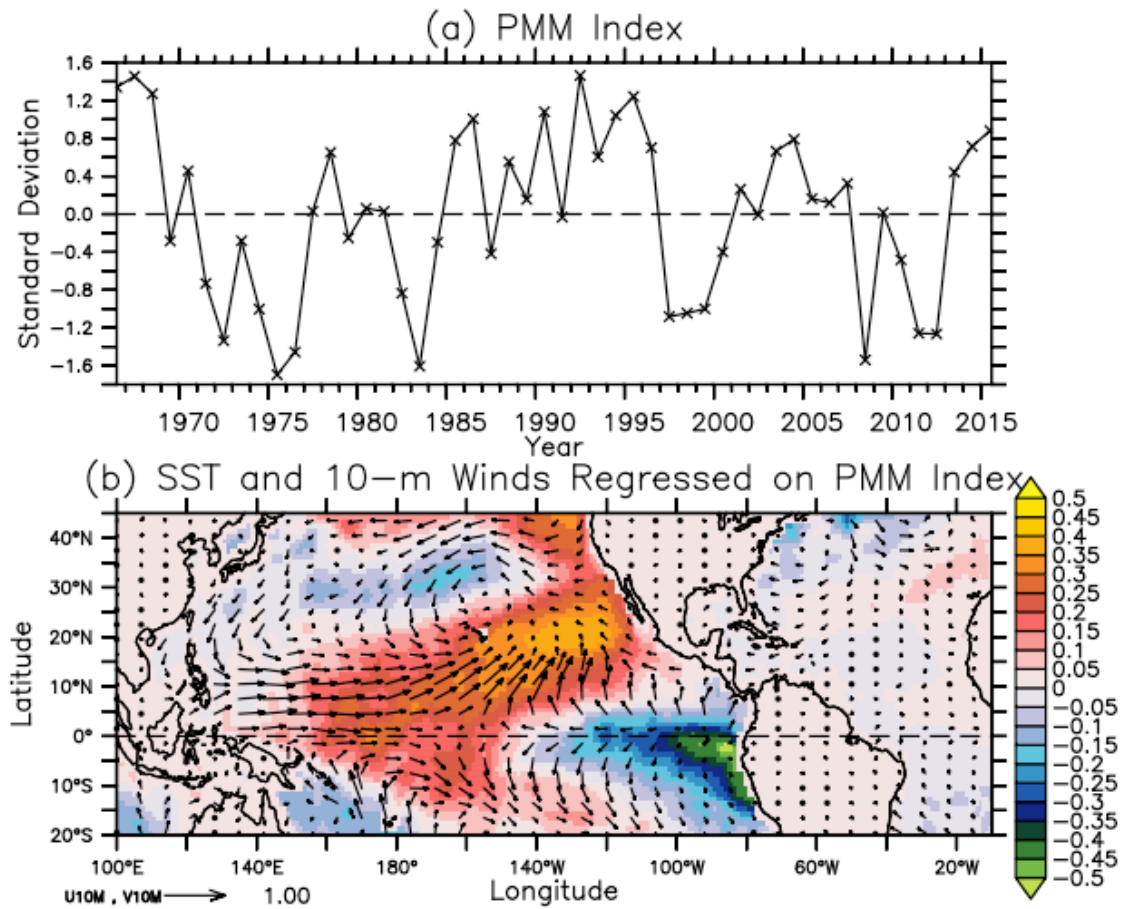 (a) PMM Index
Standard Deviation
1.6
1.2
0.8
0.4
0.0
−0.4
−0.8
−1.2
−1.6
1970 1975 1980 1985 1990 1995 2000 2005 2010 2015
Year
(b) SST and 10−m Winds Regressed on PMM Index
Latitude
40°N
30°N
20°N
10°N
0°
10°S
20°S
100°E 140°E 180° 140°W 100°W 60°W 20°W
Longitude
U10M , V10M 1.00
0.5
0.45
0.4
0.35
0.3
0.25
0.2
0.15
0.1
0.05
0
−0.05
−0.1
−0.15
−0.2
−0.25
−0.3
−0.35
−0.4
−0.45
−0.5